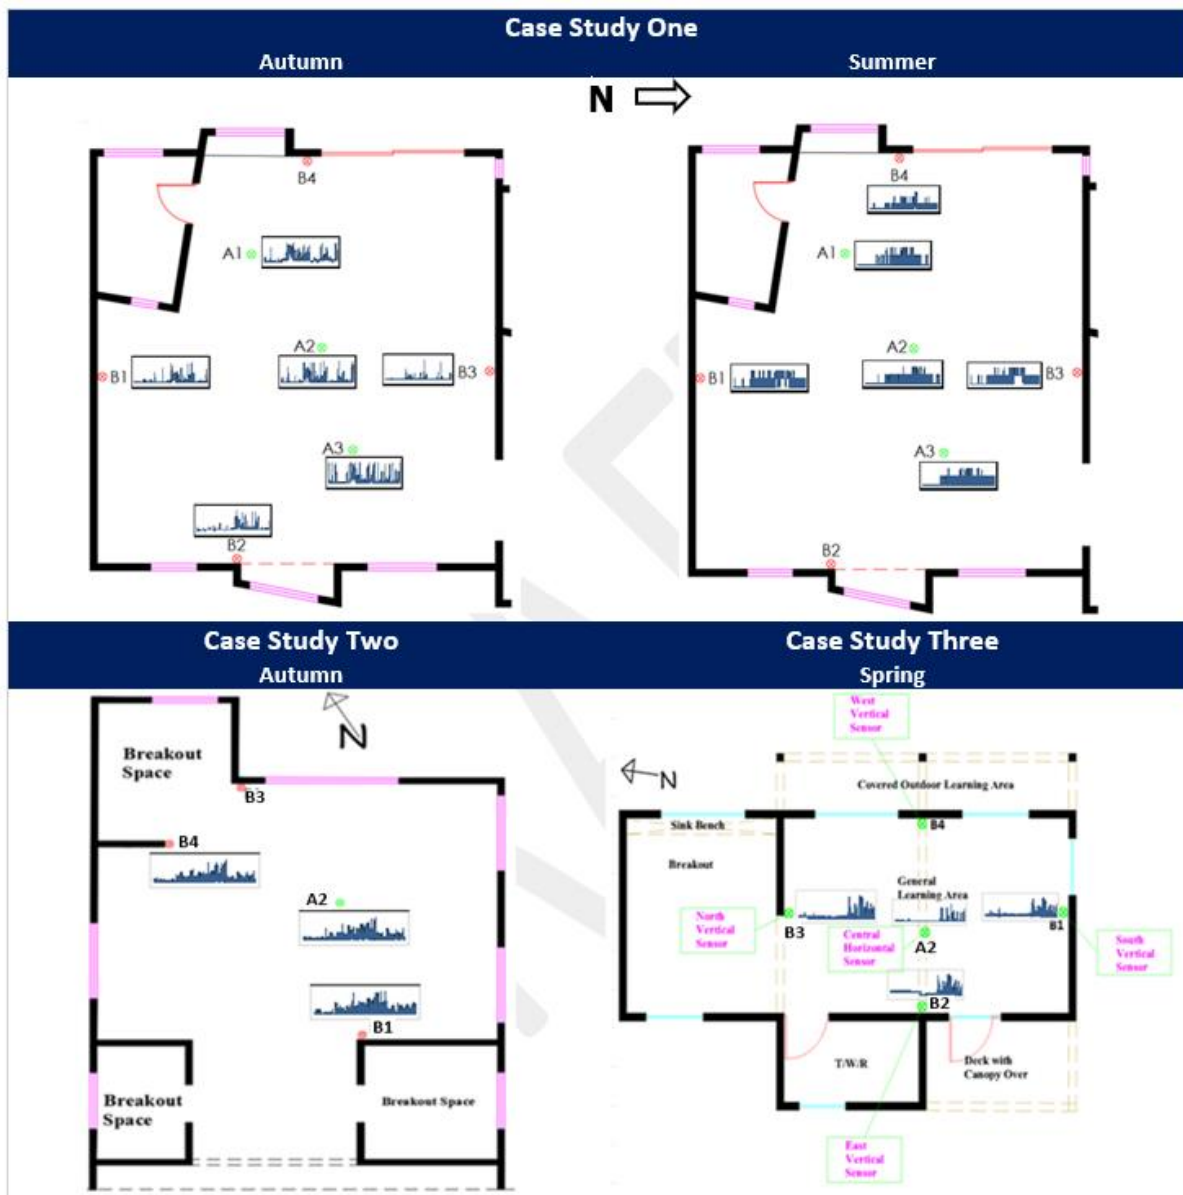 Case Study One
Autumn
Summer
N
B4
A1
A2
B1
B3
A3
B2
B4
A1
A2
B1
B3
A3
B2
Case Study Two
Autumn
Case Study Three
Spring
Breakout
Space
N
B3
B4
A2
B1
Breakout
Space
Breakout Space
West
Vertical
Sensor
N
Covered Outdoor Learning Area
Sink Bench
B4
Breakout
General
Learning Area
North
Vertical
Sensor
B3
Central
Horizontal
Sensor
A2
B1
South
Vertical
Sensor
B2
T/W/R
Deck with
Canopy Over
East
Vertical
Sensor